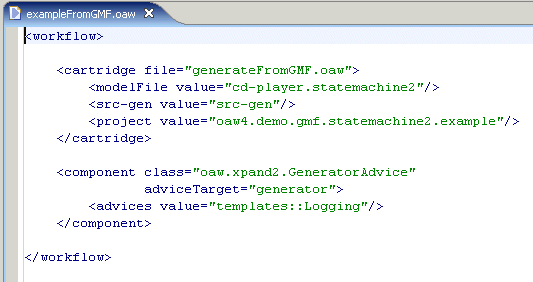 exampleFromGMF.oaw
<workflow>
<cartridge file="generateFromGMF.oaw">
<modelFile value="cd-player.statemachine2"/>
<src-gen value="src-gen"/>
<project value="oaw4.demo.gmf.statemachine2.example"/>
</cartridge>
<component class="oaw.xpand2.GeneratorAdvice"
adviceTarget="generator">
<advices value="templates::Logging"/>
</component>
</workflow>